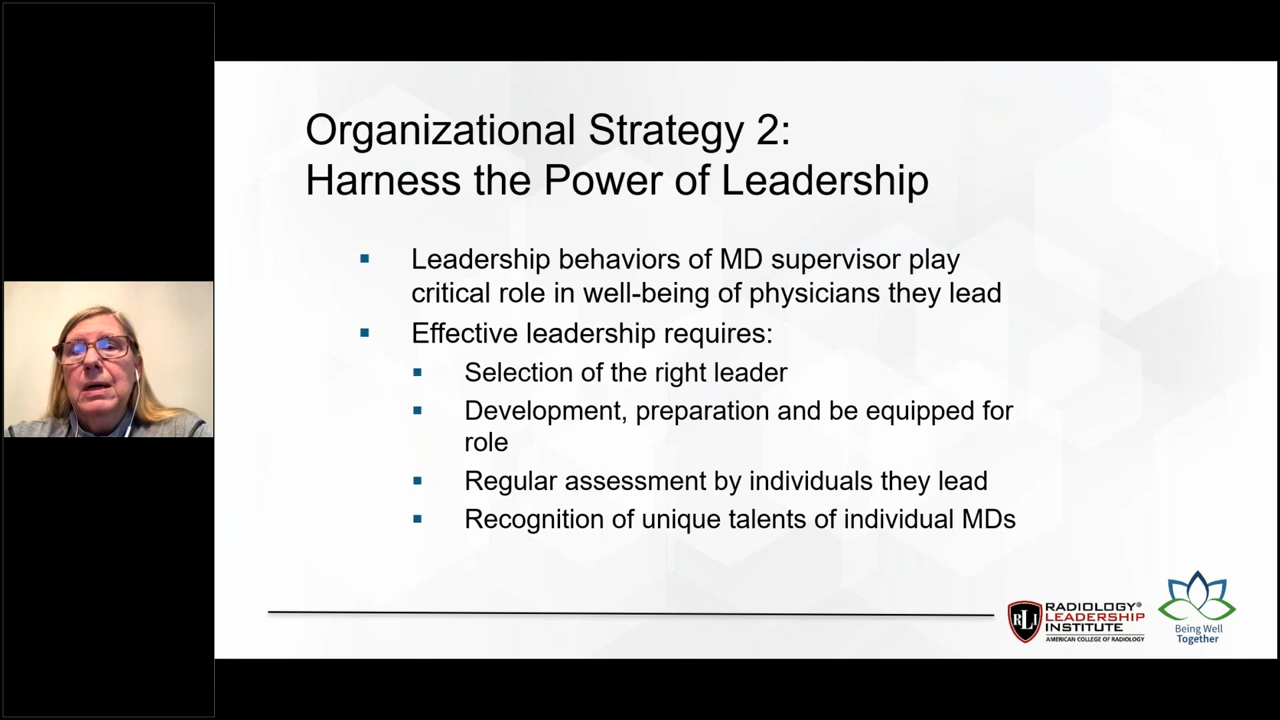 Organizational Strategy 2:
Harness the Power of Leadership
▪ Leadership behaviors of MD supervisor play
critical role in well-being of physicians they lead
▪ Effective leadership requires:
▪ Selection of the right leader
▪ Development, preparation and be equipped for
role
▪ Regular assessment by individuals they lead
▪ Recognition of unique talents of individual MDs
RLI
RADIOLOGY®
LEADERSHIP
INSTITUTE
AMERICAN COLLEGE OF RADIOLOGY
Being Well
Together